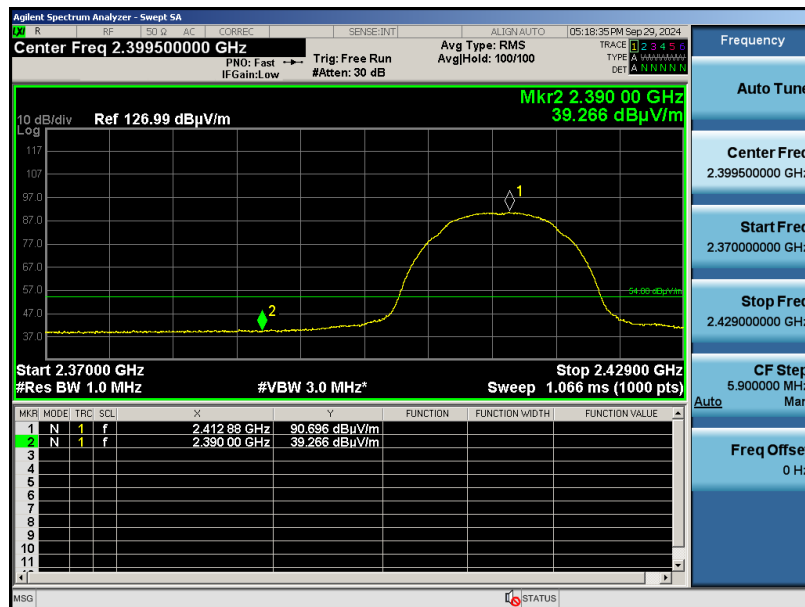 Agilent Spectrum Analyzer - Swept SA
LXI R RF 50 Ω AC CORREC SENSE:INT ALIGN AUTO 05:18:35 PM Sep 29, 2024
Center Freq 2.399500000 GHz
PNO: Fast
IFGain:Low
Trig: Free Run
#Atten: 30 dB
Avg Type: RMS
Avg|Hold: 100/100
TRACE 1 2 3 4 5 6
TYPE A WWWWW
DET A N N N N N
Mkr2 2.390 00 GHz
39.266 dBµV/m
10 dB/div Ref 126.99 dBµV/m
Log
117
107
97.0
87.0
77.0
67.0
57.0
47.0
37.0
1
2
54.00 dBµV/m
Start 2.37000 GHz Stop 2.42900 GHz
#Res BW 1.0 MHz #VBW 3.0 MHz* Sweep 1.066 ms (1000 pts)
MKR MODE TRC SCL X Y FUNCTION FUNCTION WIDTH FUNCTION VALUE
1 N 1 f 2.412 88 GHz 90.696 dBµV/m
2 N 1 f 2.390 00 GHz 39.266 dBµV/m
3
4
5
6
7
8
9
10
11
MSG STATUS
Frequency
Auto Tune
Center Freq
2.399500000 GHz
Start Freq
2.370000000 GHz
Stop Freq
2.429000000 GHz
CF Step
5.900000 MHz
Auto Man
Freq Offset
0 Hz